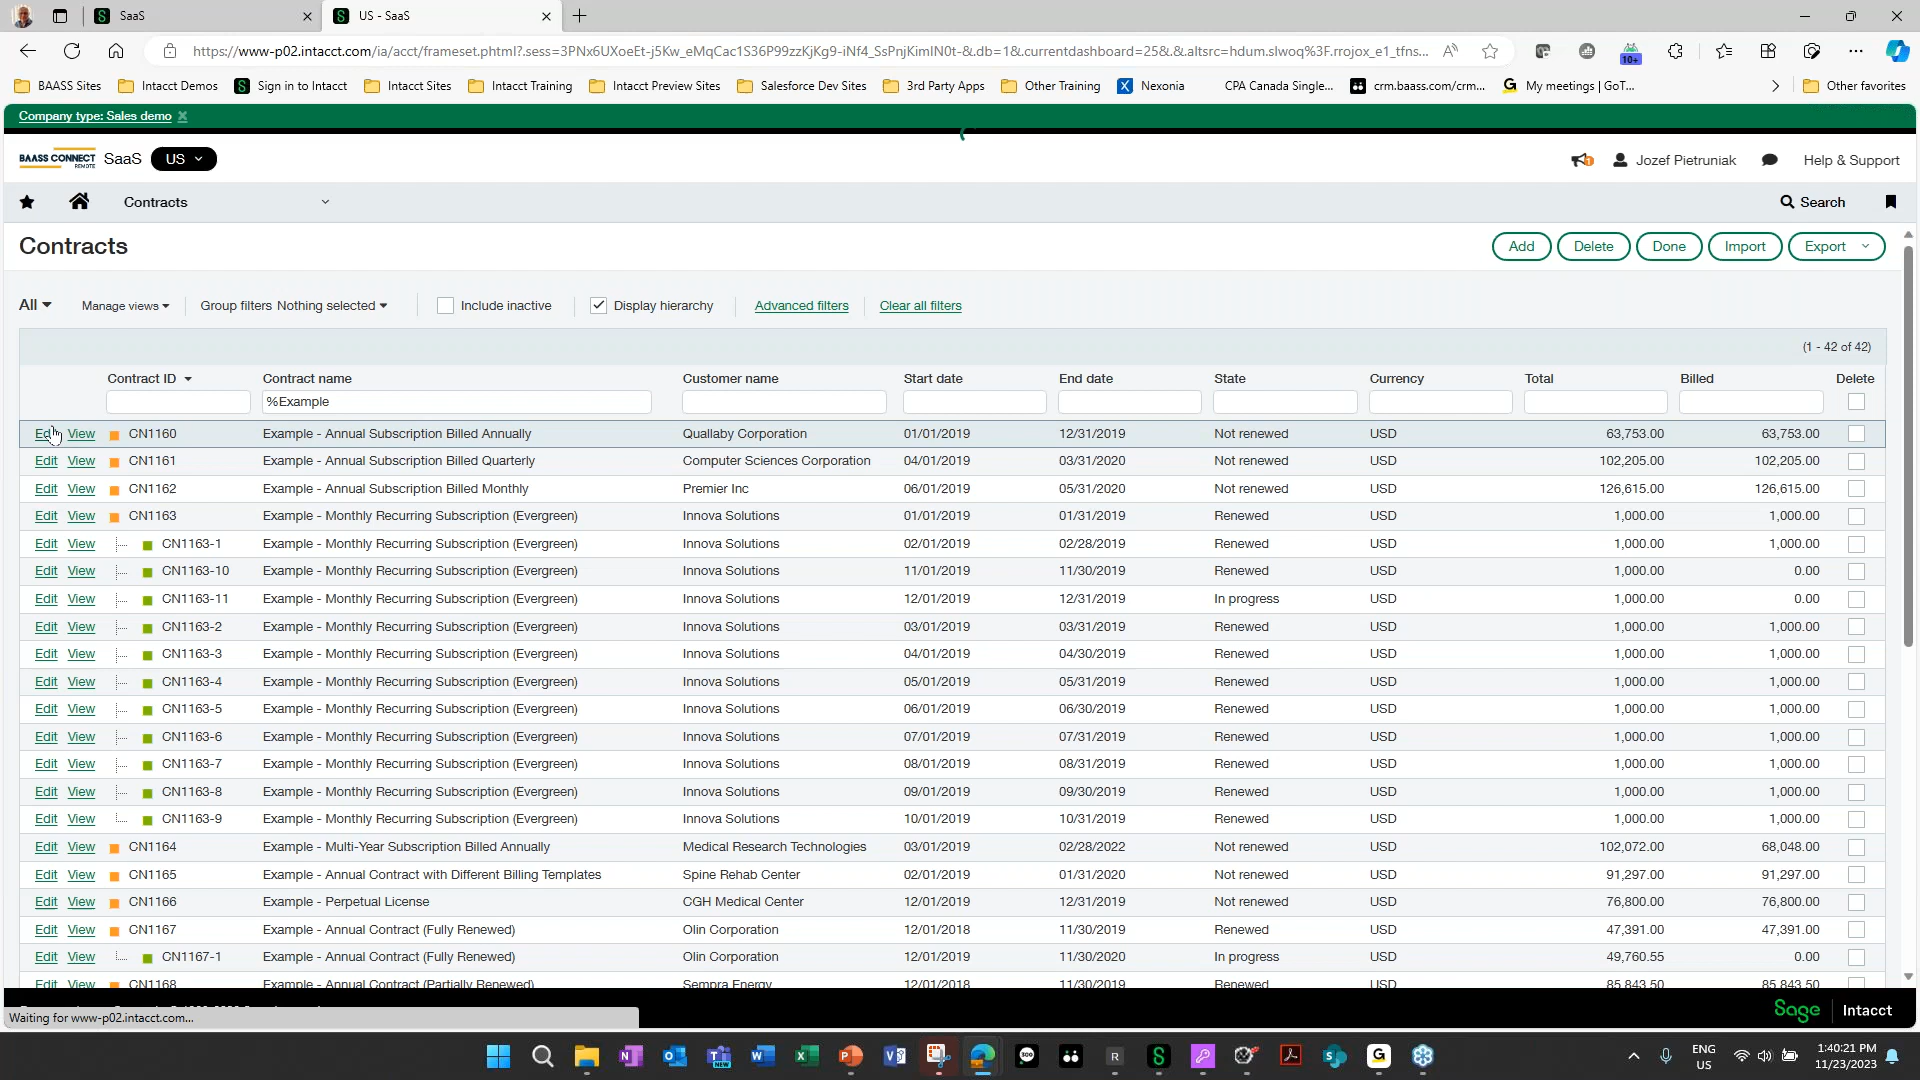 SaaS
US - SaaS
https://www-p02.intacct.com/ia/acct/frameset.phtml?.sess=3PNx6UXoeEt-j5Kw_eMqCac1S36P99zzKjKg9-iNf4_SsPnjKimIN0t-&.db=1&.currentdashboard=25&.&.altsrc=hdum.slwoq%3F.rrojox_e1_tfns...
10+
BAASS Sites Intacct Demos Sign in to Intacct Intacct Sites Intacct Training Intacct Preview Sites Salesforce Dev Sites 3rd Party Apps Other Training Nexonia CPA Canada Single... crm.baass.com/crm... My meetings | GoT... Other favorites
Company type: Sales demo
BAASS CONNECT REMOTE SaaS US Jozef Pietruniak Help & Support
Contracts Search
Contracts Add Delete Done Import Export
All Manage views Group filters Nothing selected Include inactive Display hierarchy Advanced filters Clear all filters
(1 - 42 of 42)
Contract ID Contract name Customer name Start date End date State Currency Total Billed Delete
%Example
Edit View CN1160 Example - Annual Subscription Billed Annually Quallaby Corporation 01/01/2019 12/31/2019 Not renewed USD 63,753.00 63,753.00
Edit View CN1161 Example - Annual Subscription Billed Quarterly Computer Sciences Corporation 04/01/2019 03/31/2020 Not renewed USD 102,205.00 102,205.00
Edit View CN1162 Example - Annual Subscription Billed Monthly Premier Inc 06/01/2019 05/31/2020 Not renewed USD 126,615.00 126,615.00
Edit View CN1163 Example - Monthly Recurring Subscription (Evergreen) Innova Solutions 01/01/2019 01/31/2019 Renewed USD 1,000.00 1,000.00
Edit View CN1163-1 Example - Monthly Recurring Subscription (Evergreen) Innova Solutions 02/01/2019 02/28/2019 Renewed USD 1,000.00 1,000.00
Edit View CN1163-10 Example - Monthly Recurring Subscription (Evergreen) Innova Solutions 11/01/2019 11/30/2019 Renewed USD 1,000.00 0.00
Edit View CN1163-11 Example - Monthly Recurring Subscription (Evergreen) Innova Solutions 12/01/2019 12/31/2019 In progress USD 1,000.00 0.00
Edit View CN1163-2 Example - Monthly Recurring Subscription (Evergreen) Innova Solutions 03/01/2019 03/31/2019 Renewed USD 1,000.00 1,000.00
Edit View CN1163-3 Example - Monthly Recurring Subscription (Evergreen) Innova Solutions 04/01/2019 04/30/2019 Renewed USD 1,000.00 1,000.00
Edit View CN1163-4 Example - Monthly Recurring Subscription (Evergreen) Innova Solutions 05/01/2019 05/31/2019 Renewed USD 1,000.00 1,000.00
Edit View CN1163-5 Example - Monthly Recurring Subscription (Evergreen) Innova Solutions 06/01/2019 06/30/2019 Renewed USD 1,000.00 1,000.00
Edit View CN1163-6 Example - Monthly Recurring Subscription (Evergreen) Innova Solutions 07/01/2019 07/31/2019 Renewed USD 1,000.00 1,000.00
Edit View CN1163-7 Example - Monthly Recurring Subscription (Evergreen) Innova Solutions 08/01/2019 08/31/2019 Renewed USD 1,000.00 1,000.00
Edit View CN1163-8 Example - Monthly Recurring Subscription (Evergreen) Innova Solutions 09/01/2019 09/30/2019 Renewed USD 1,000.00 1,000.00
Edit View CN1163-9 Example - Monthly Recurring Subscription (Evergreen) Innova Solutions 10/01/2019 10/31/2019 Renewed USD 1,000.00 1,000.00
Edit View CN1164 Example - Multi-Year Subscription Billed Annually Medical Research Technologies 03/01/2019 02/28/2022 Not renewed USD 102,072.00 68,048.00
Edit View CN1165 Example - Annual Contract with Different Billing Templates Spine Rehab Center 02/01/2019 01/31/2020 Not renewed USD 91,297.00 91,297.00
Edit View CN1166 Example - Perpetual License CGH Medical Center 12/01/2019 12/31/2019 Not renewed USD 76,800.00 76,800.00
Edit View CN1167 Example - Annual Contract (Fully Renewed) Olin Corporation 12/01/2018 11/30/2019 Renewed USD 47,391.00 47,391.00
Edit View CN1167-1 Example - Annual Contract (Fully Renewed) Olin Corporation 12/01/2019 11/30/2020 In progress USD 49,760.55 0.00
Edit View CN1168 Example - Annual Contract (Partially Renewed) Sempra Energy 12/01/2018 11/30/2019 Renewed USD 85,843.50 85,843.50
Sage Intacct
Waiting for www-p02.intacct.com...
ENG US 1:40:21 PM 11/23/2023